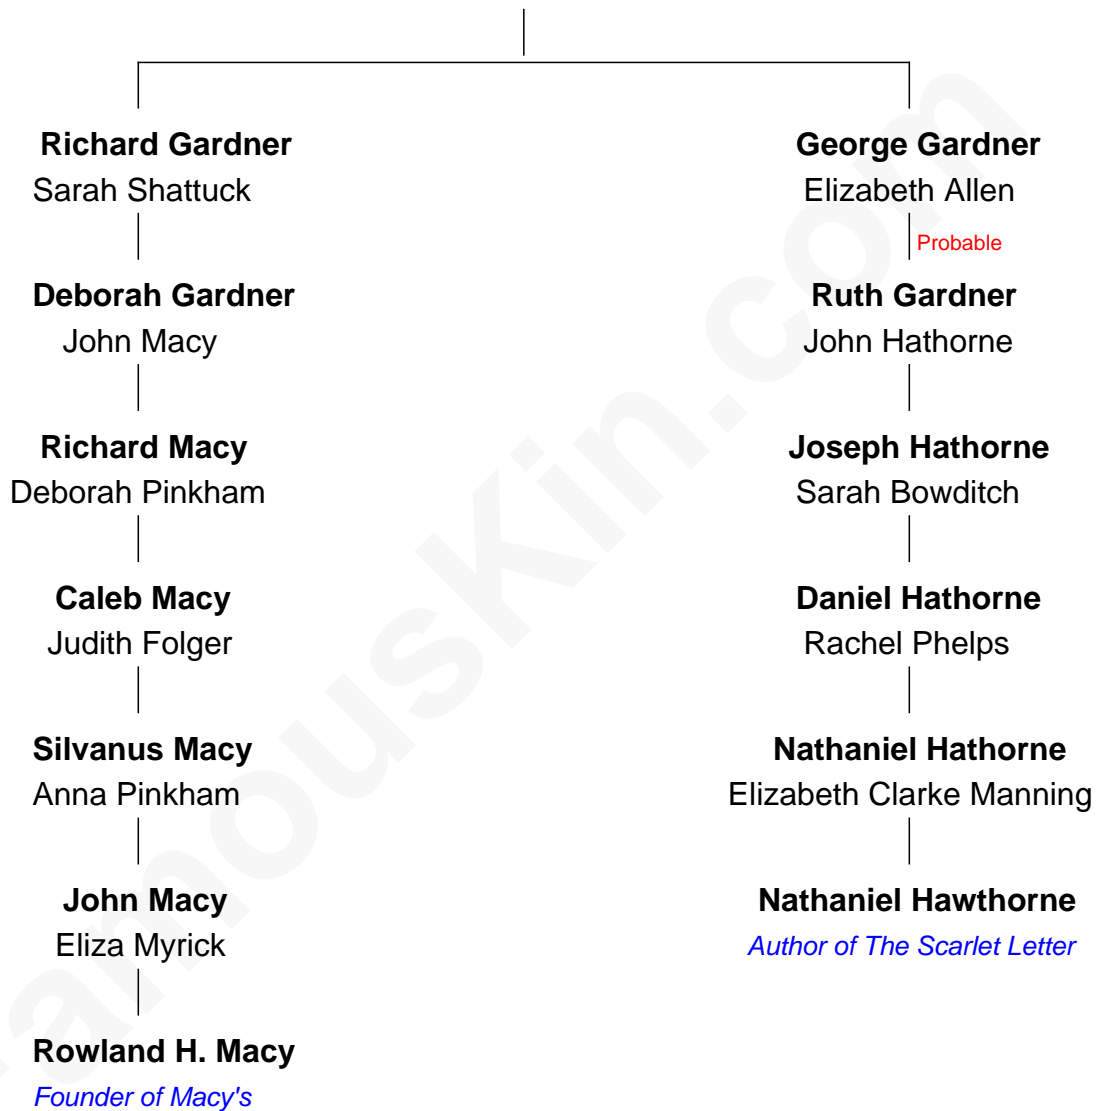 Richard Gardner
Sarah Shattuck
Deborah Gardner
John Macy
Richard Macy
Deborah Pinkham
Caleb Macy
Judith Folger
Silvanus Macy
Anna Pinkham
John Macy
Eliza Myrick
Rowland H. Macy
Founder of Macy's
George Gardner
Elizabeth Allen
Probable
Ruth Gardner
John Hathorne
Joseph Hathorne
Sarah Bowditch
Daniel Hathorne
Rachel Phelps
Nathaniel Hathorne
Elizabeth Clarke Manning
Nathaniel Hawthorne
Author of The Scarlet Letter
FamousKin.com